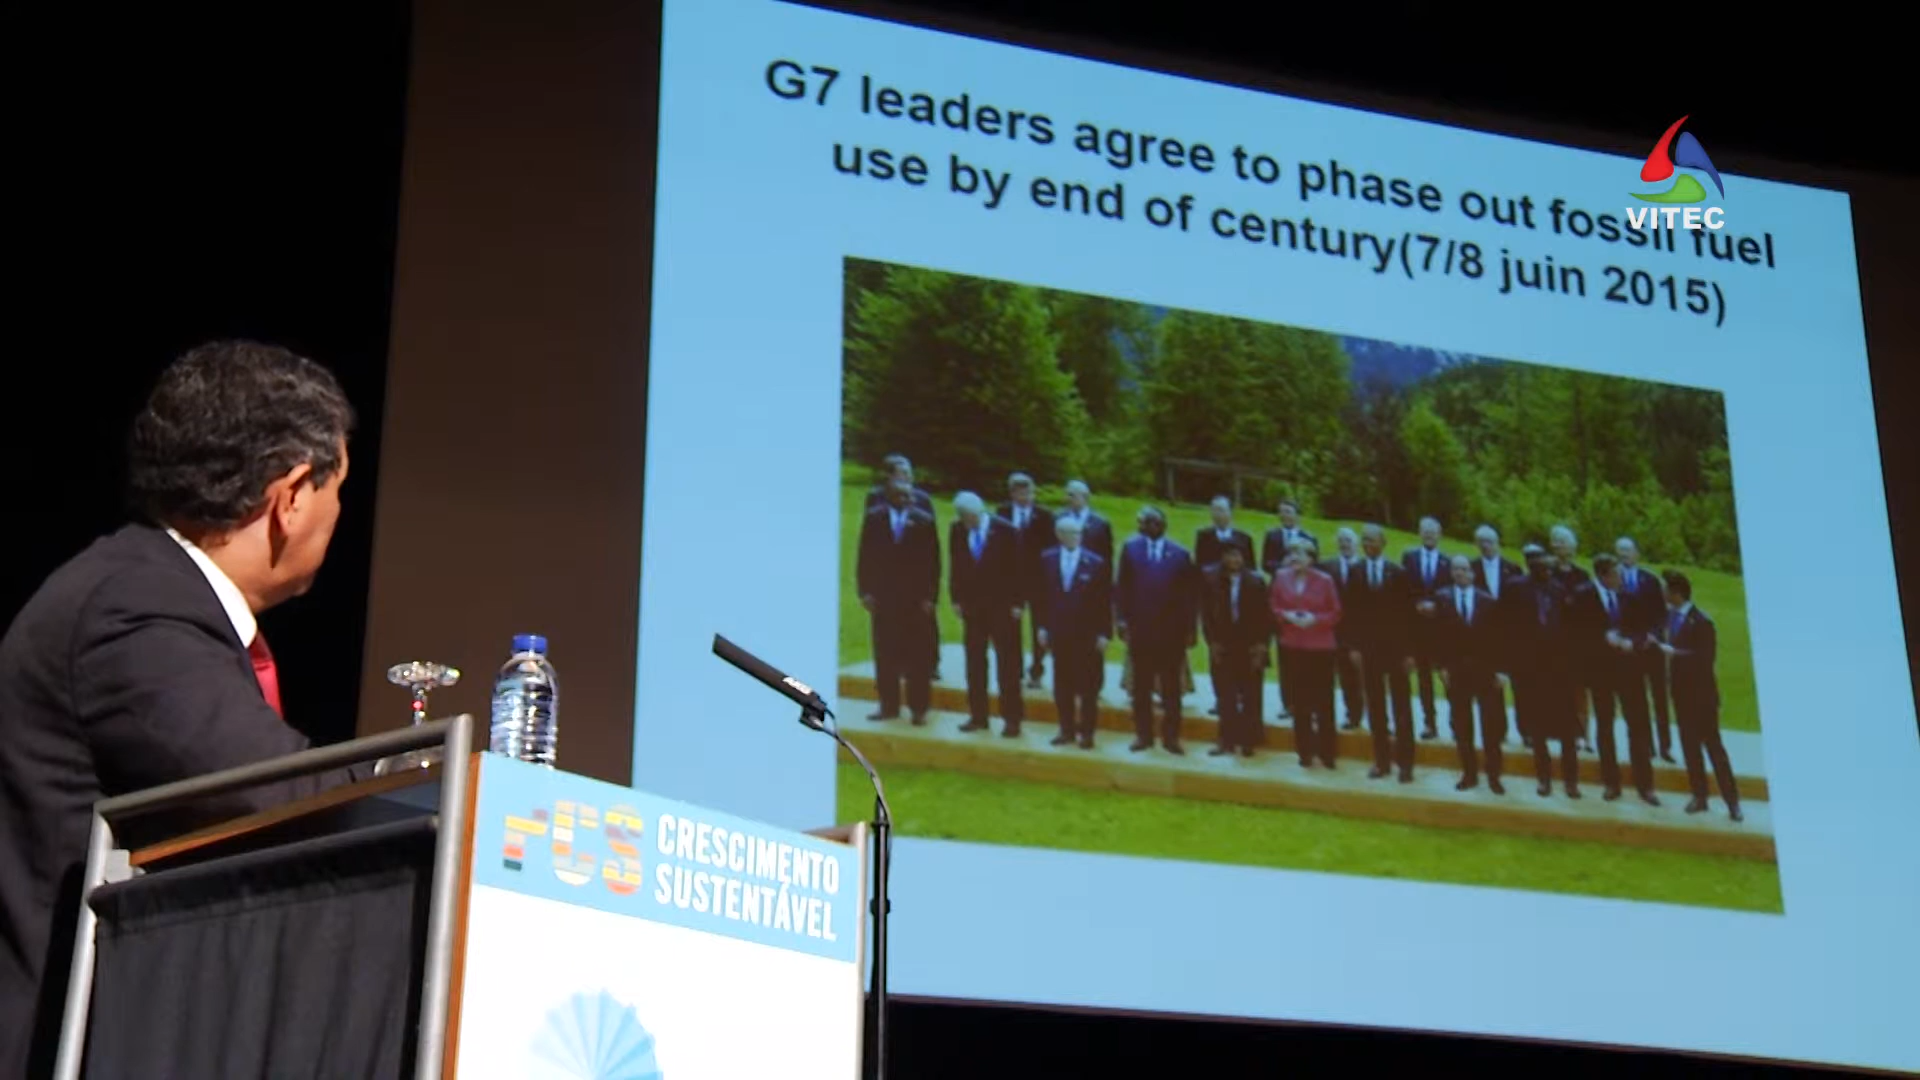 G7 leaders agree to phase out fossil fuel
use by end of century(7/8 juin 2015)
VITEC
rCS
CRESCIMENTO
SUSTENTÁVEL